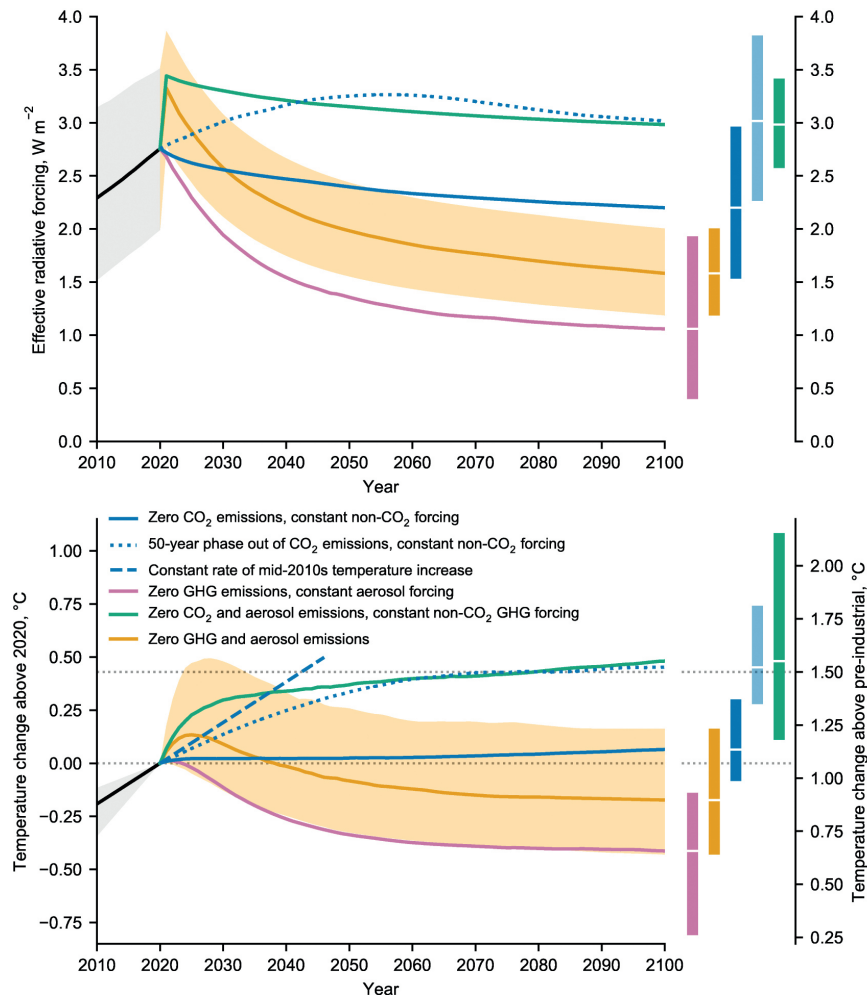 Effective radiative forcing, W m⁻²
4.0
3.5
3.0
2.5
2.0
1.5
1.0
0.5
0.0
4.0
3.5
3.0
2.5
2.0
1.5
1.0
0.5
0.0
2010 2020 2030 2040 2050 2060 2070 2080 2090 2100
Year
Zero CO₂ emissions, constant non-CO₂ forcing
50-year phase out of CO₂ emissions, constant non-CO₂ forcing
Constant rate of mid-2010s temperature increase
Zero GHG emissions, constant aerosol forcing
Zero CO₂ and aerosol emissions, constant non-CO₂ GHG forcing
Zero GHG and aerosol emissions
Temperature change above 2020, °C
1.00
0.75
0.50
0.25
0.00
−0.25
−0.50
−0.75
2.00
1.75
1.50
1.25
1.00
0.75
0.50
0.25
Temperature change above pre-industrial, °C
2010 2020 2030 2040 2050 2060 2070 2080 2090 2100
Year